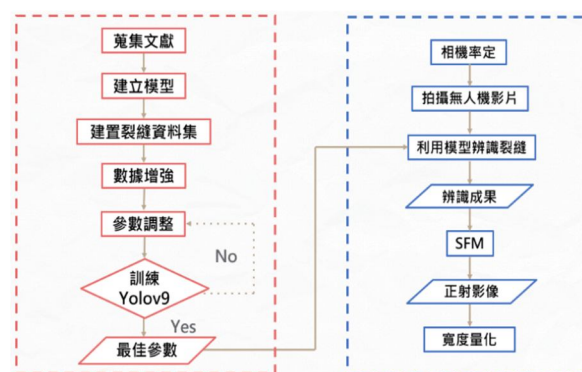 蒐集文獻
建立模型
建置裂縫資料集
數據增強
參數調整
No
訓練
Yolov9
Yes
最佳參數
相機率定
拍攝無人機影片
利用模型辨識裂縫
辨識成果
SFM
正射影像
寬度量化